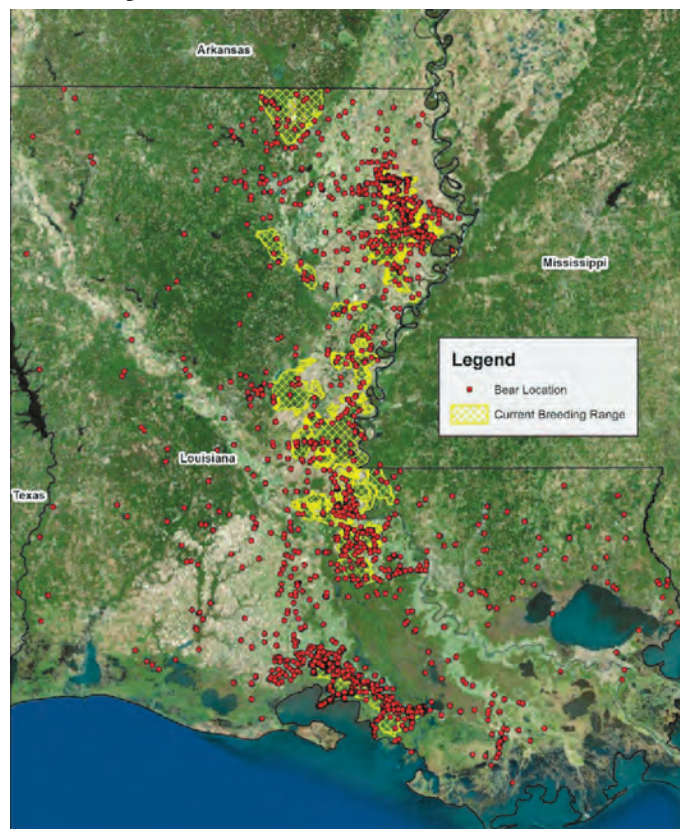 Arkansas
Mississippi
Legend
Bear Location
Current Breeding Range
Louisiana
Texas